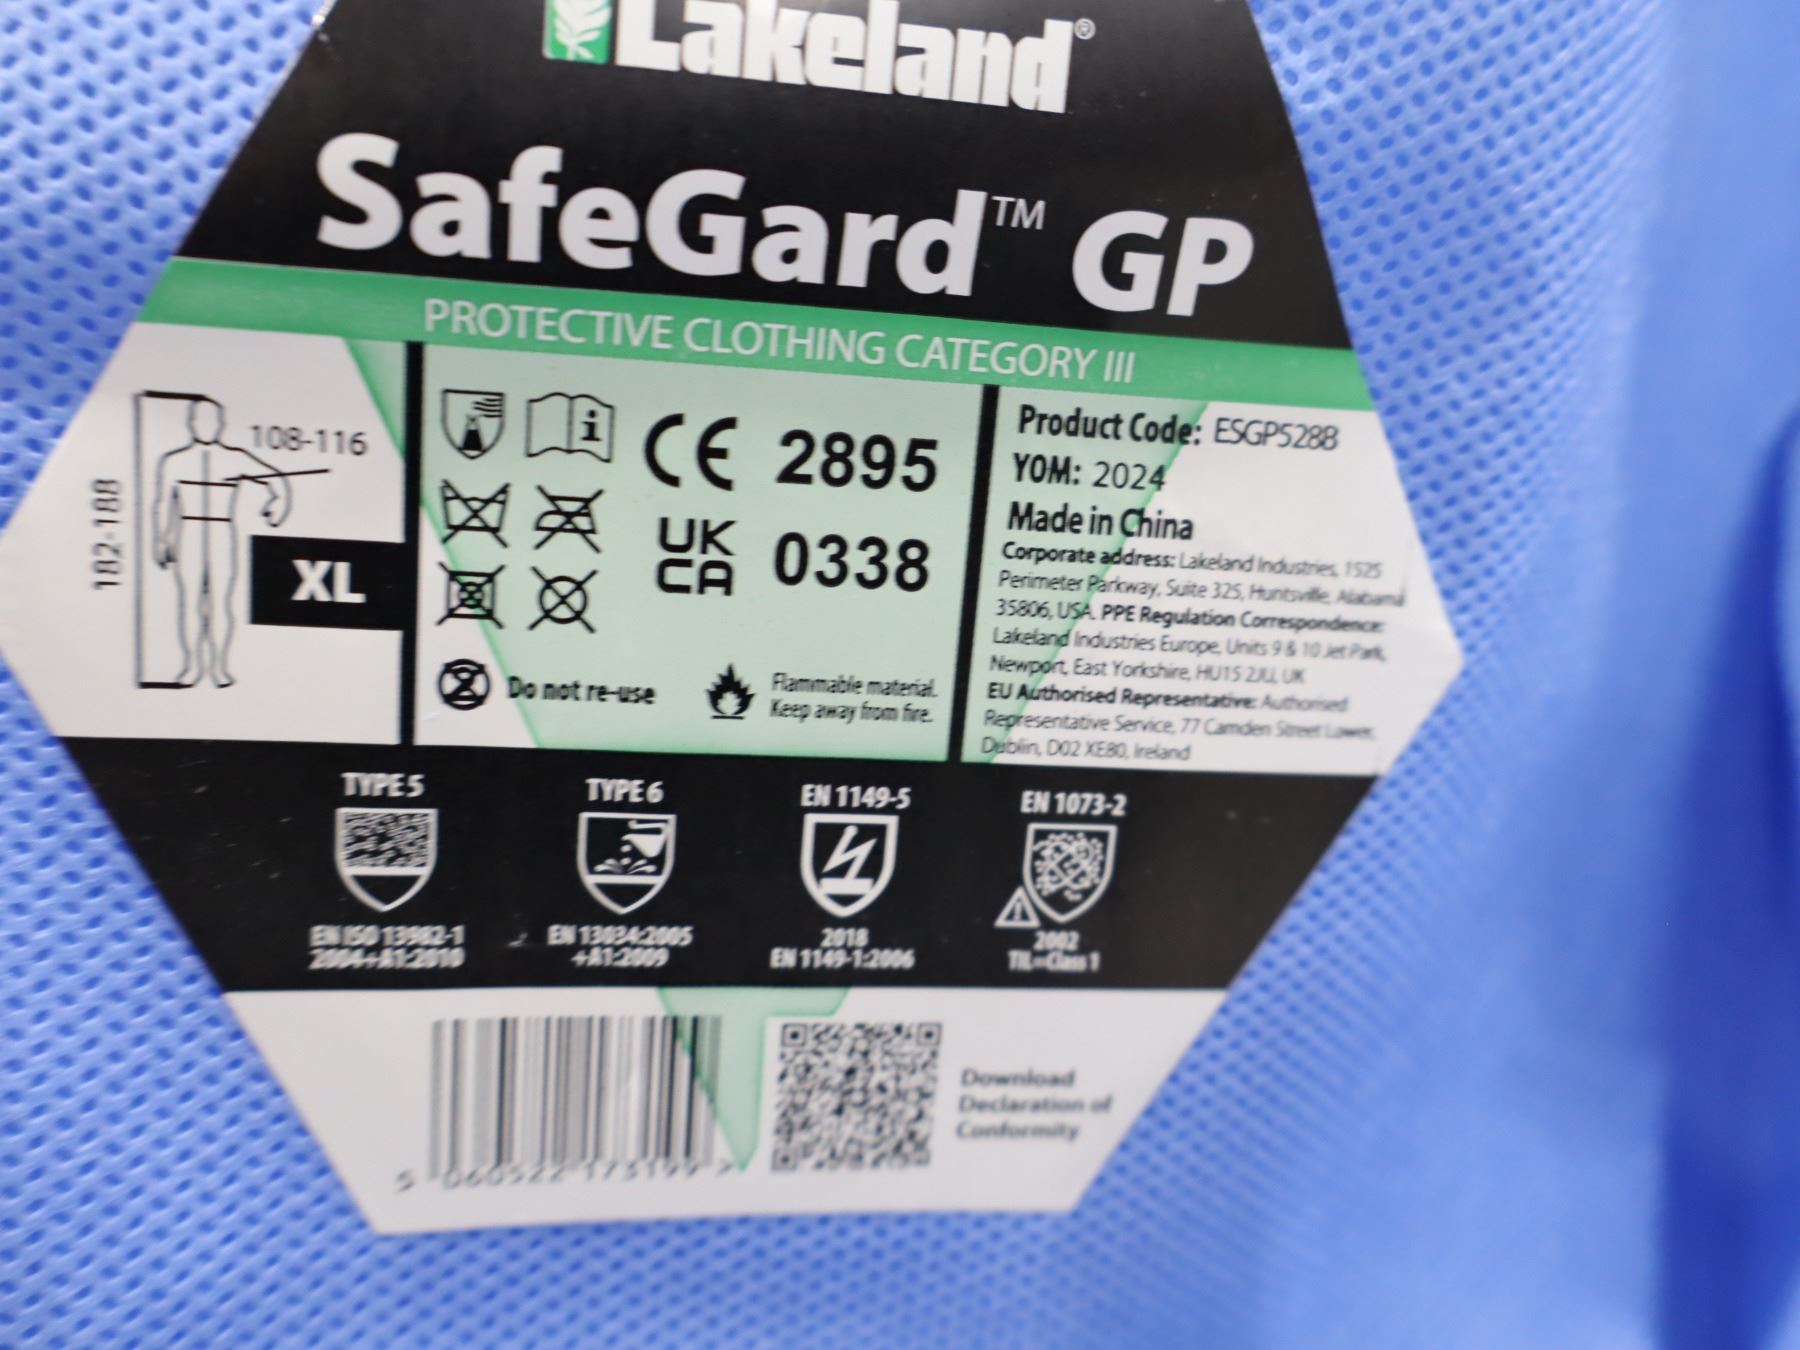 Lakeland®
SafeGard™ GP
PROTECTIVE CLOTHING CATEGORY III
108-116
182-188
XL
CE 2895
UK
CA 0338
Do not re-use
Flammable material.
Keep away from fire.
Product Code: ESGP528B
YOM: 2024
Made in China
Corporate address: Lakeland Industries, 1525
Perimeter Parkway, Suite 325, Huntsville, Alabama
35806, USA. PPE Regulation Correspondence:
Lakeland Industries Europe, Units 9 & 10 Jet Park,
Newport, East Yorkshire, HU15 2JU, UK
EU Authorised Representative: Authorised
Representative Service, 77 Camden Street Lower,
Dublin, D02 XE80, Ireland
TYPE 5
EN ISO 13982-1
2004+A1:2010
TYPE 6
EN 13034:2005
+A1:2009
EN 1149-5
2018
EN 1149-1:2006
EN 1073-2
2002
TIL=Class 1
5 060522 173199 >
Download
Declaration of
Conformity